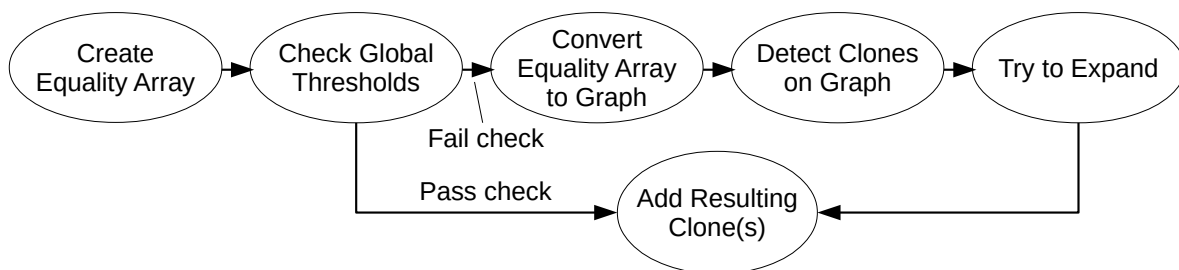 Create
Equality Array
Check Global
Thresholds
Convert
Equality Array
to Graph
Detect Clones
on Graph
Try to Expand
Fail check
Pass check
Add Resulting
Clone(s)